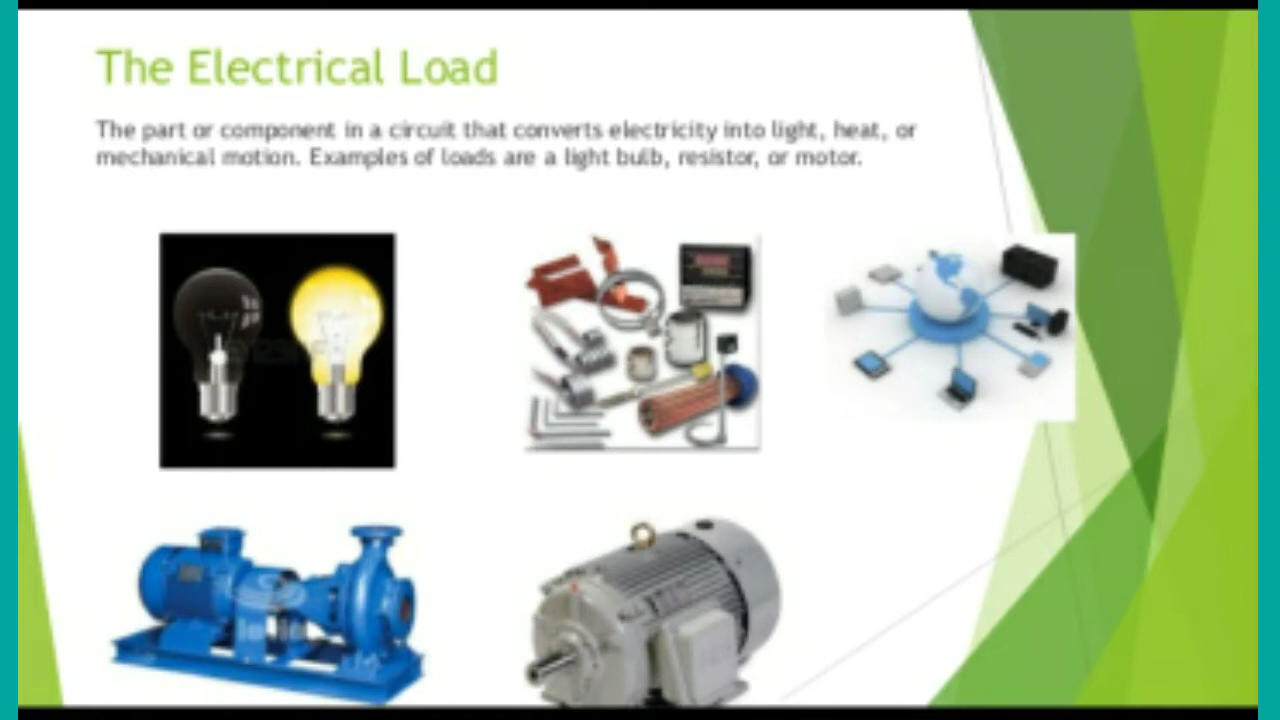 The Electrical Load
The part or component in a circuit that converts electricity into light, heat, or
mechanical motion. Examples of loads are a light bulb, resistor, or motor.